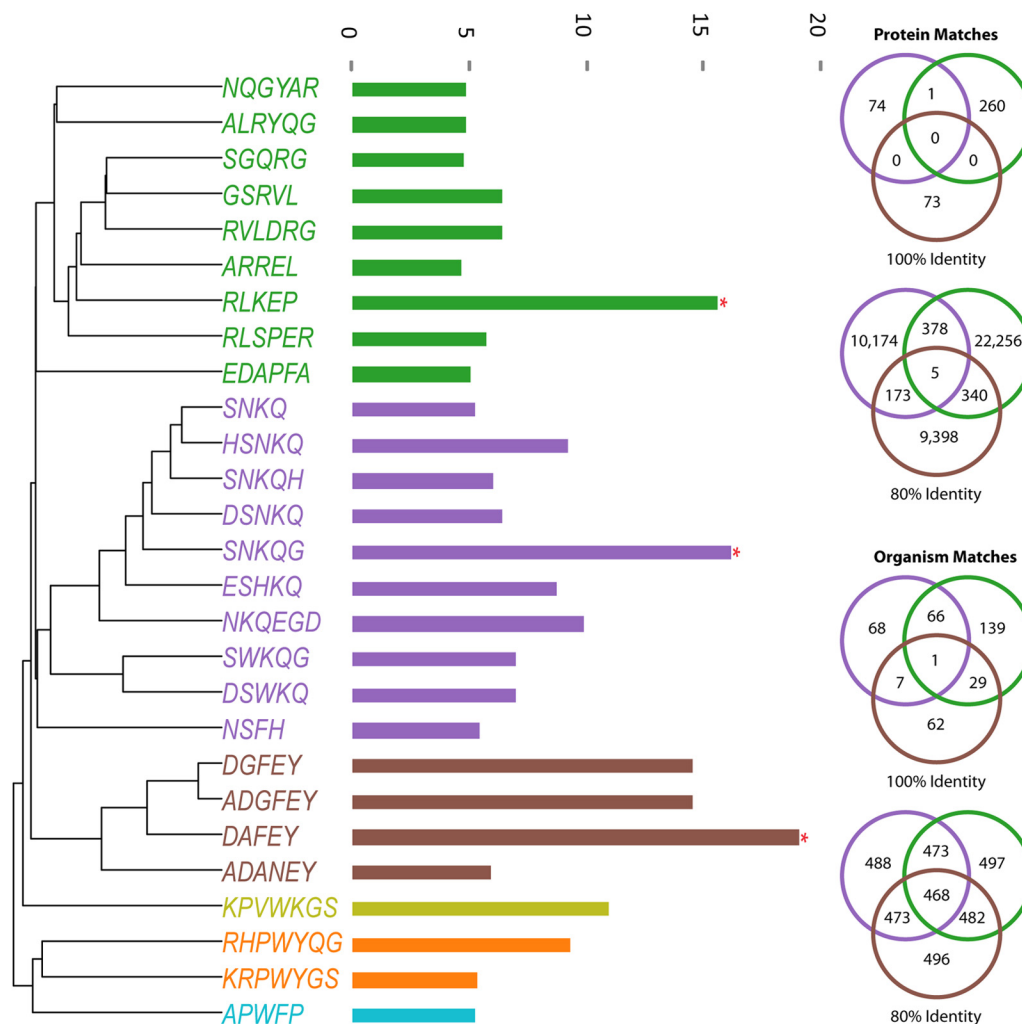 0 5 10 15 20
NQGYAR
ALRYQG
SGQRG
GSRVL
RVLDRG
ARREL
RLKEP *
RLSPER
EDAPFA
SNKQ
HSNKQ
SNKQH
DSNKQ
SNKQG *
ESHKQ
NKQEGD
SWKQG
DSWKQ
NSFH
DGFEY
ADGFEY
DAFEY *
ADANEY
KPVWKGS
RHPWYQG
KRPWYGS
APWFP
Protein Matches
74 1 260
0
0 0
73
100% Identity
10,174 378 22,256
5
173 340
9,398
80% Identity
Organism Matches
68 66 139
1
7 29
62
100% Identity
488 473 497
468
473 482
496
80% Identity